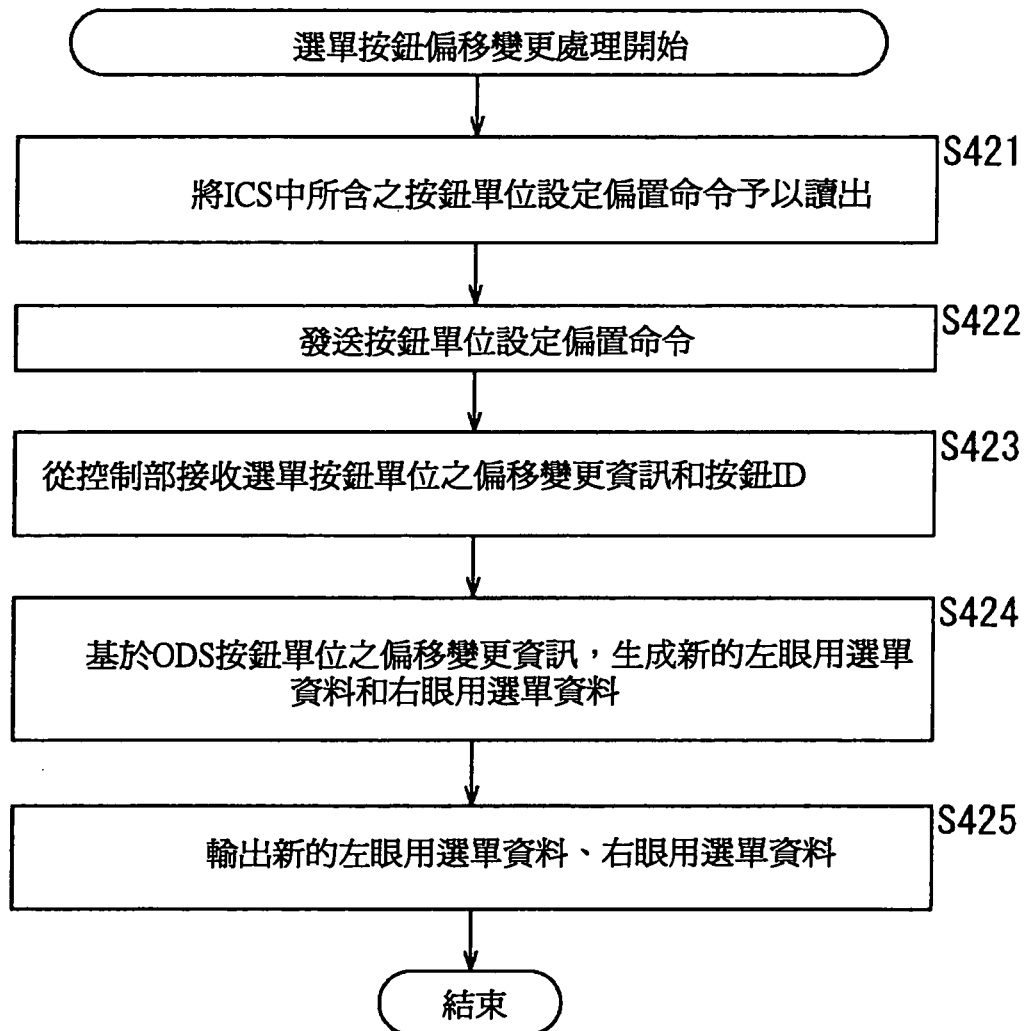 選單按鈕偏移變更處理開始
S421
將ICS中所含之按鈕單位設定偏置命令予以讀出
S422
發送按鈕單位設定偏置命令
S423
從控制部接收選單按鈕單位之偏移變更資訊和按鈕ID
S424
基於ODS按鈕單位之偏移變更資訊，生成新的左眼用選單
資料和右眼用選單資料
S425
輸出新的左眼用選單資料、右眼用選單資料
結束